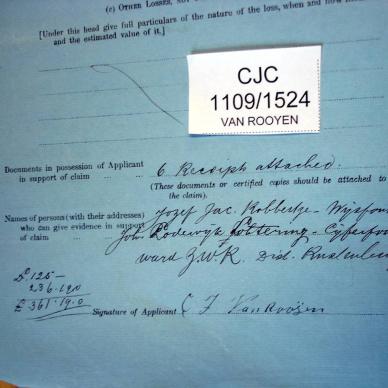 (c) OTHER LOSSES, NOT
[Under this head give full particulars of the nature of the loss, when and how
and the estimated value of it.]
CJC
1109/1524
VAN ROOYEN
Documents in possession of Applicant
in support of claim ... ... 6 Receipts attached.
(These documents or certified copies should be attached to
the claim).
Names of persons (with their addresses) Jozef Jac. Robbertze -
who can give evidence in support
of claim ... Joh. Lodewyk Lottering -
ward Z.W.R. Dist. Rustenburg
£ 125 —
236.19.0
£ 361.19.0
Signature of Applicant C F Van Rooyen